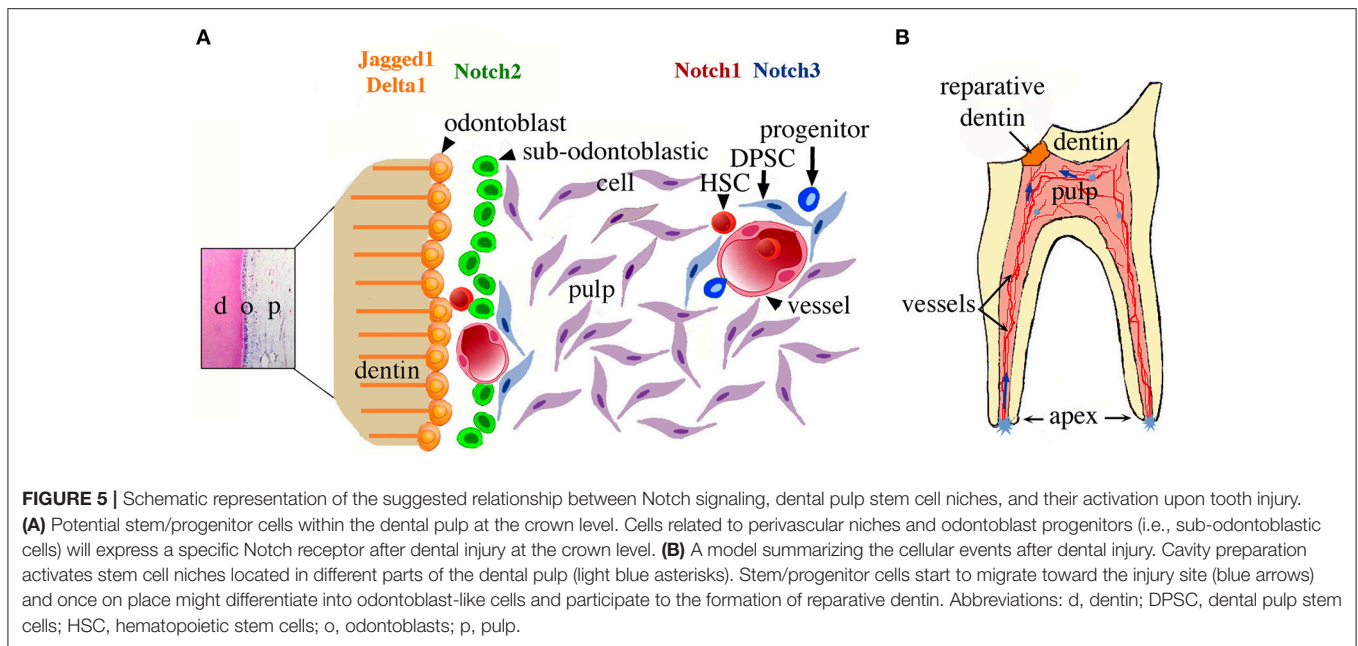 A
B
Jagged1
Delta1
Notch2
Notch1 Notch3
odontoblast
sub-odontoblastic
cell
progenitor
DPSC
HSC
pulp
vessel
d o p
dentin
reparative
dentin
dentin
pulp
vessels
apex
FIGURE 5 | Schematic representation of the suggested relationship between Notch signaling, dental pulp stem cell niches, and their activation upon tooth injury.
(A) Potential stem/progenitor cells within the dental pulp at the crown level. Cells related to perivascular niches and odontoblast progenitors (i.e., sub-odontoblastic
cells) will express a specific Notch receptor after dental injury at the crown level. (B) A model summarizing the cellular events after dental injury. Cavity preparation
activates stem cell niches located in different parts of the dental pulp (light blue asterisks). Stem/progenitor cells start to migrate toward the injury site (blue arrows)
and once on place might differentiate into odontoblast-like cells and participate to the formation of reparative dentin. Abbreviations: d, dentin; DPSC, dental pulp stem
cells; HSC, hematopoietic stem cells; o, odontoblasts; p, pulp.